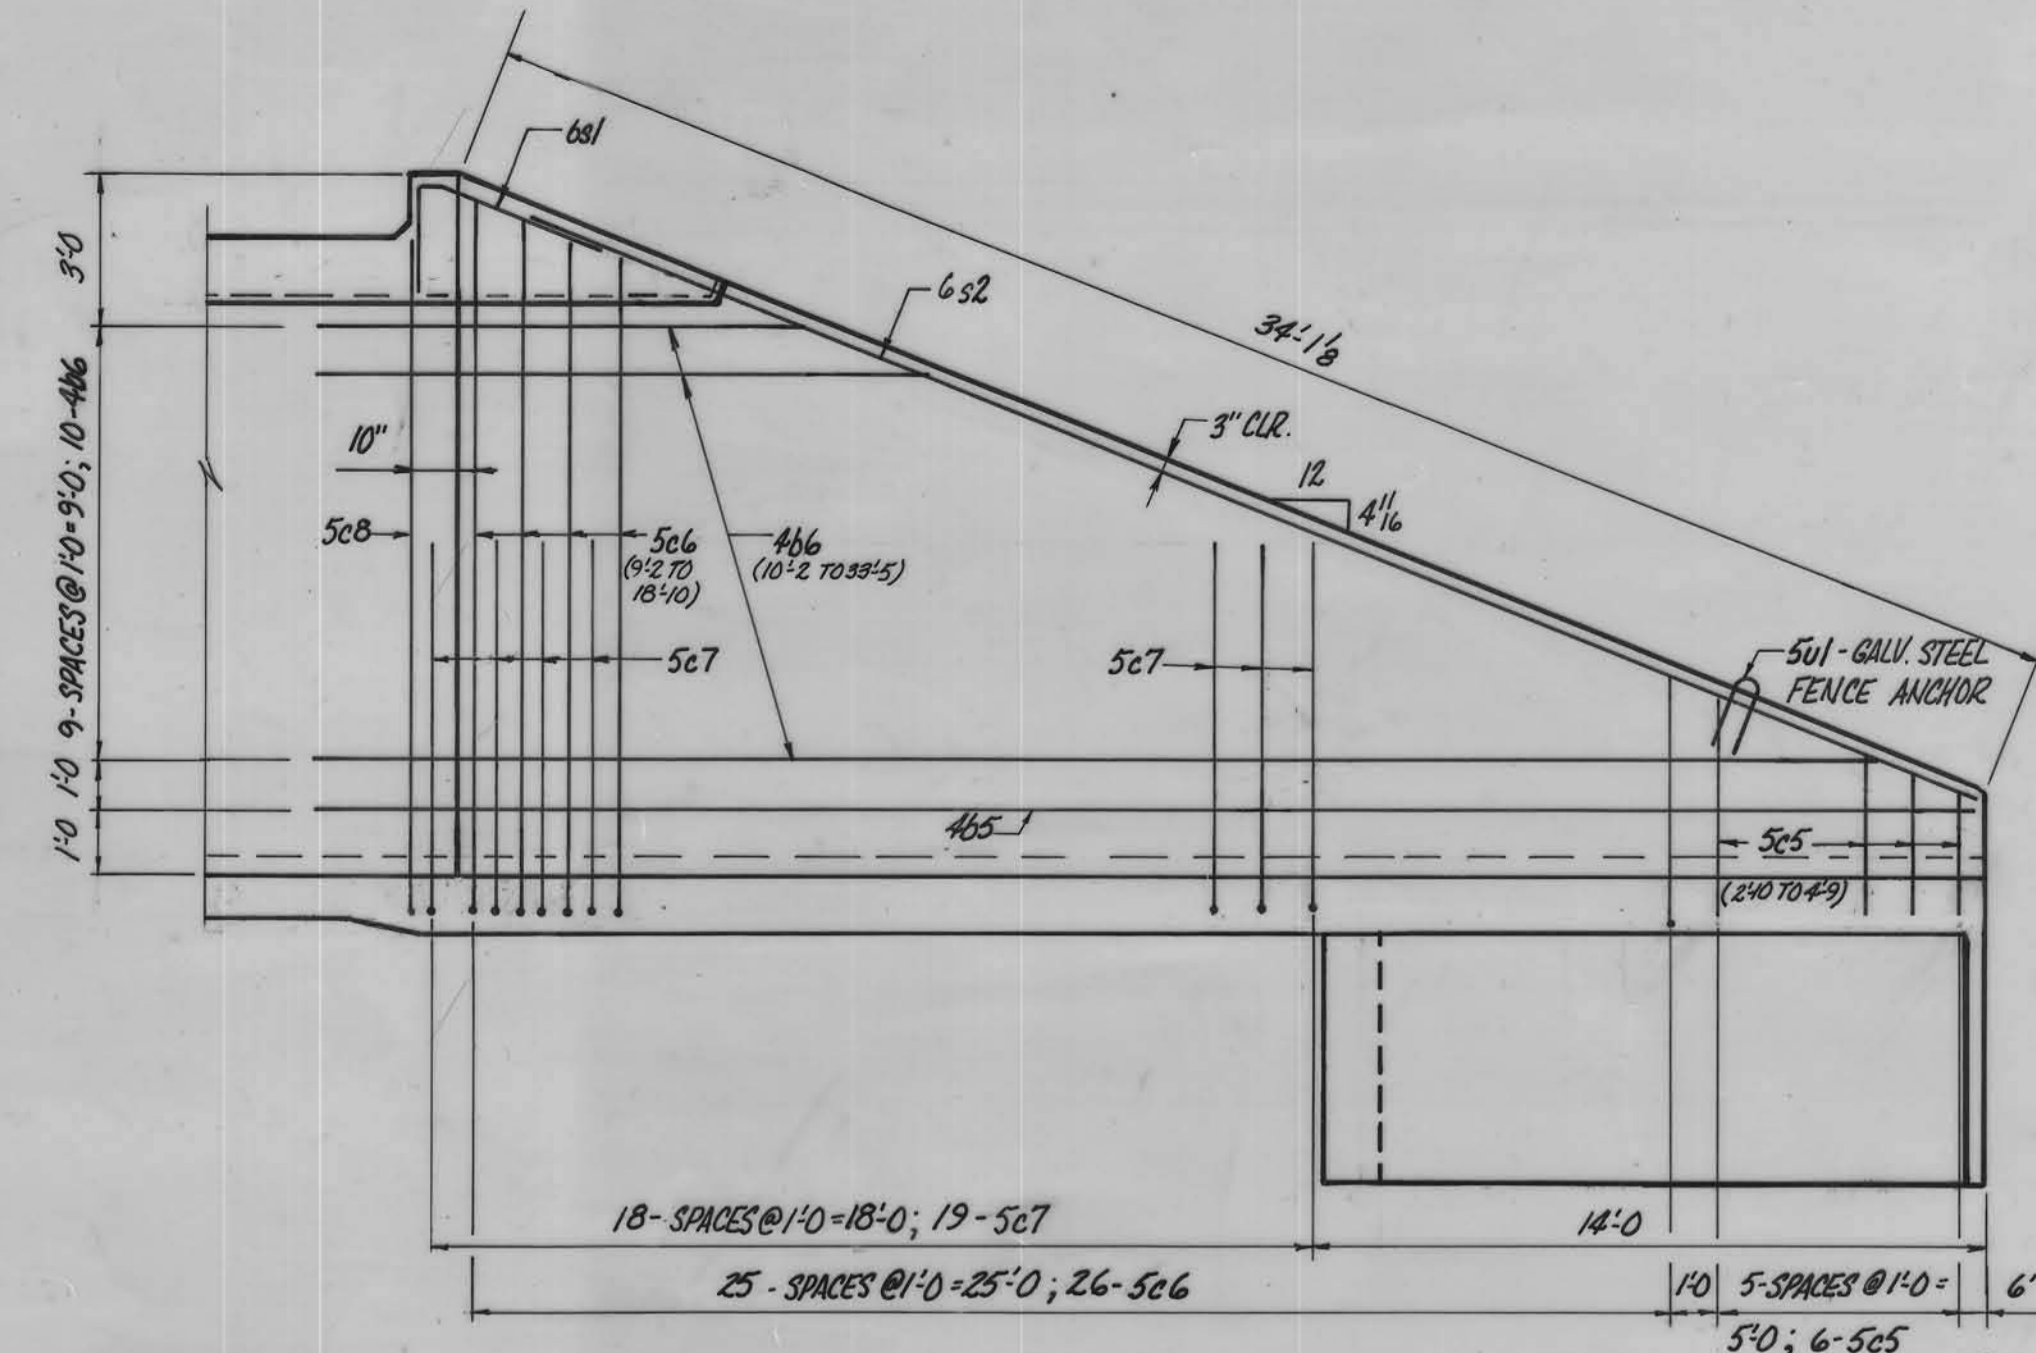 6s1
3'-0
6s2
34'-1 1/8
9-SPACES@1'-0=9'-0; 10-4b6
3" CLR.
10"
12
4 11/16
5c8
5c6
(9'-2 TO
18'-10)
4b6
(10'-2 TO 33'-5)
5c7
5c7
5u1-GALV. STEEL
FENCE ANCHOR
1'-0
1'-0
4b5
5c5
(2'-10 TO 4'-9)
18-SPACES@1'-0=18'-0; 19-5c7
14'-0
25-SPACES@1'-0=25'-0; 26-5c6
1'-0
5-SPACES@1'-0=
5'-0; 6-5c5
6"